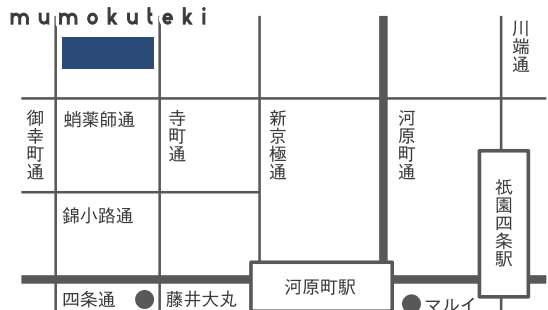 mumokuteki
川端通
御幸町通
蛸薬師通
寺町通
新京極通
河原町通
祇園四条駅
錦小路通
河原町駅
四条通
藤井大丸
マルイ